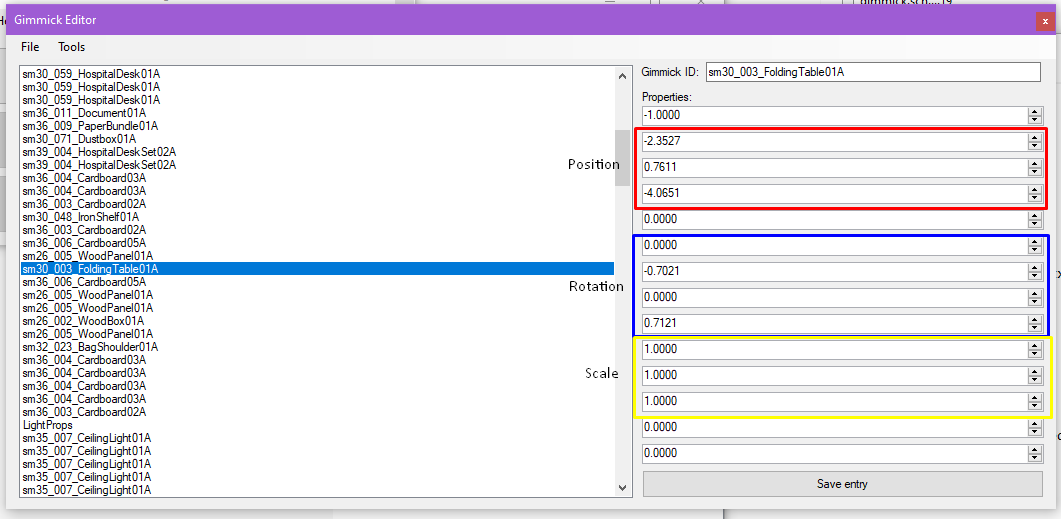 Gimmick Editor
x
File Tools
sm30_059_HospitalDesk01A
sm30_059_HospitalDesk01A
sm30_059_HospitalDesk01A
sm36_011_Document01A
sm36_009_PaperBundle01A
sm30_071_Dustbox01A
sm39_004_HospitalDeskSet02A
sm39_004_HospitalDeskSet02A
sm36_004_Cardboard03A
sm36_004_Cardboard03A
sm36_003_Cardboard02A
sm30_048_IronShelf01A
sm36_003_Cardboard02A
sm36_006_Cardboard05A
sm26_005_WoodPanel01A
sm30_003_FoldingTable01A
sm36_006_Cardboard05A
sm26_005_WoodPanel01A
sm26_005_WoodPanel01A
sm26_002_WoodBox01A
sm26_005_WoodPanel01A
sm32_023_BagShoulder01A
sm36_004_Cardboard03A
sm36_004_Cardboard03A
sm36_004_Cardboard03A
sm36_004_Cardboard03A
sm36_003_Cardboard02A
LightProps
sm35_007_CeilingLight01A
sm35_007_CeilingLight01A
sm35_007_CeilingLight01A
sm35_007_CeilingLight01A
sm35_007_CeilingLight01A
Gimmick ID: sm30_003_FoldingTable01A
Properties:
-1.0000
Position
-2.3527
0.7611
-4.0651
0.0000
Rotation
0.0000
-0.7021
0.0000
0.7121
Scale
1.0000
1.0000
1.0000
0.0000
0.0000
Save entry